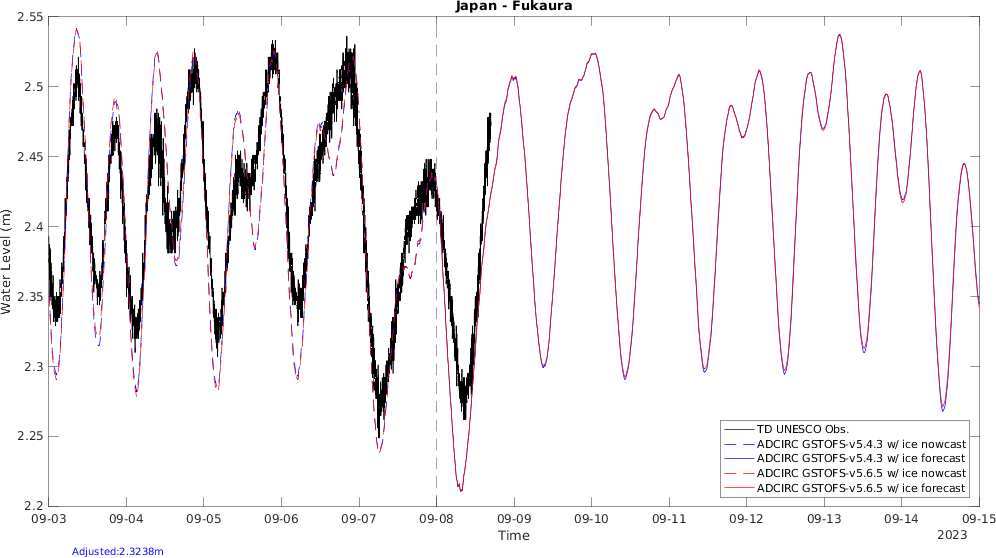 Japan - Fukaura
Water Level (m)
2.55
2.5
2.45
2.4
2.35
2.3
2.25
2.2
TD UNESCO Obs.
ADCIRC GSTOFS-v5.4.3 w/ ice nowcast
ADCIRC GSTOFS-v5.4.3 w/ ice forecast
ADCIRC GSTOFS-v5.6.5 w/ ice nowcast
ADCIRC GSTOFS-v5.6.5 w/ ice forecast
09-03 09-04 09-05 09-06 09-07 09-08 09-09 09-10 09-11 09-12 09-13 09-14 09-15
Time
2023
Adjusted:2.3238m